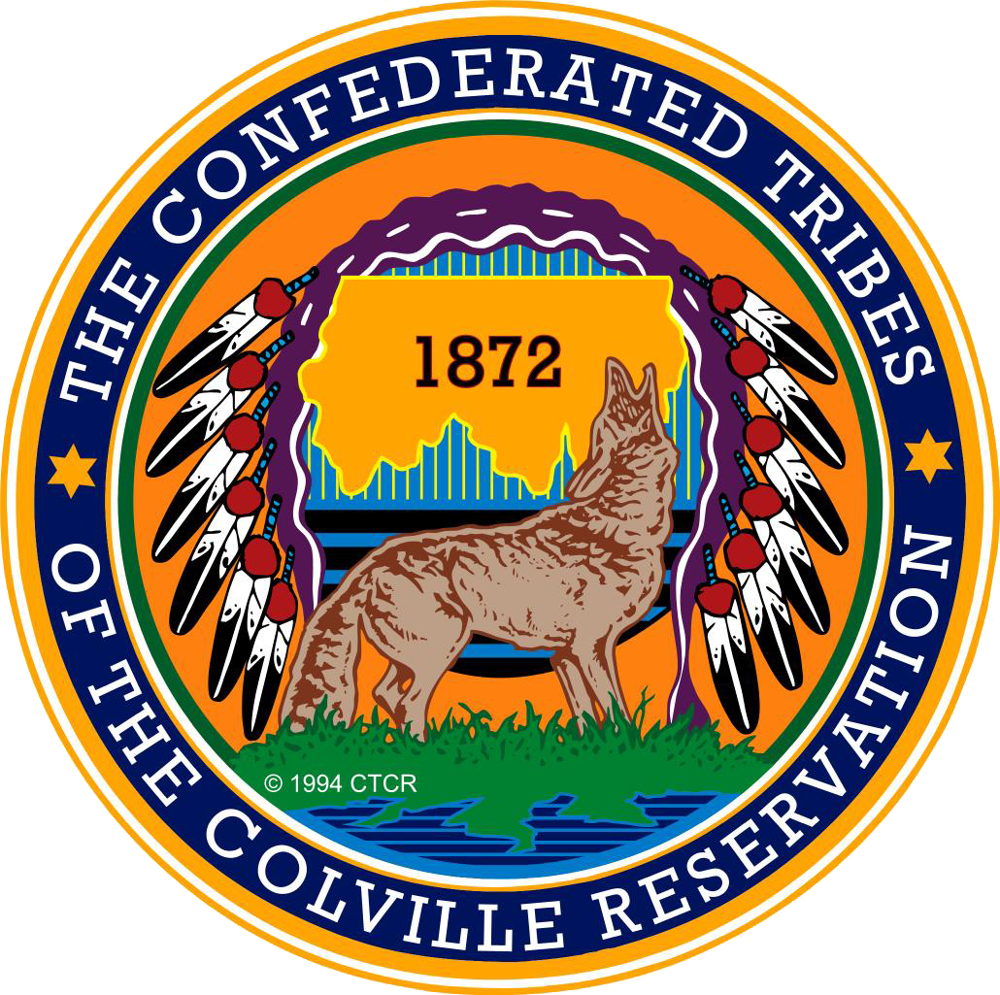 THE CONFEDERATED TRIBES
1872
© 1994 CTCR
OF THE COLVILLE RESERVATION